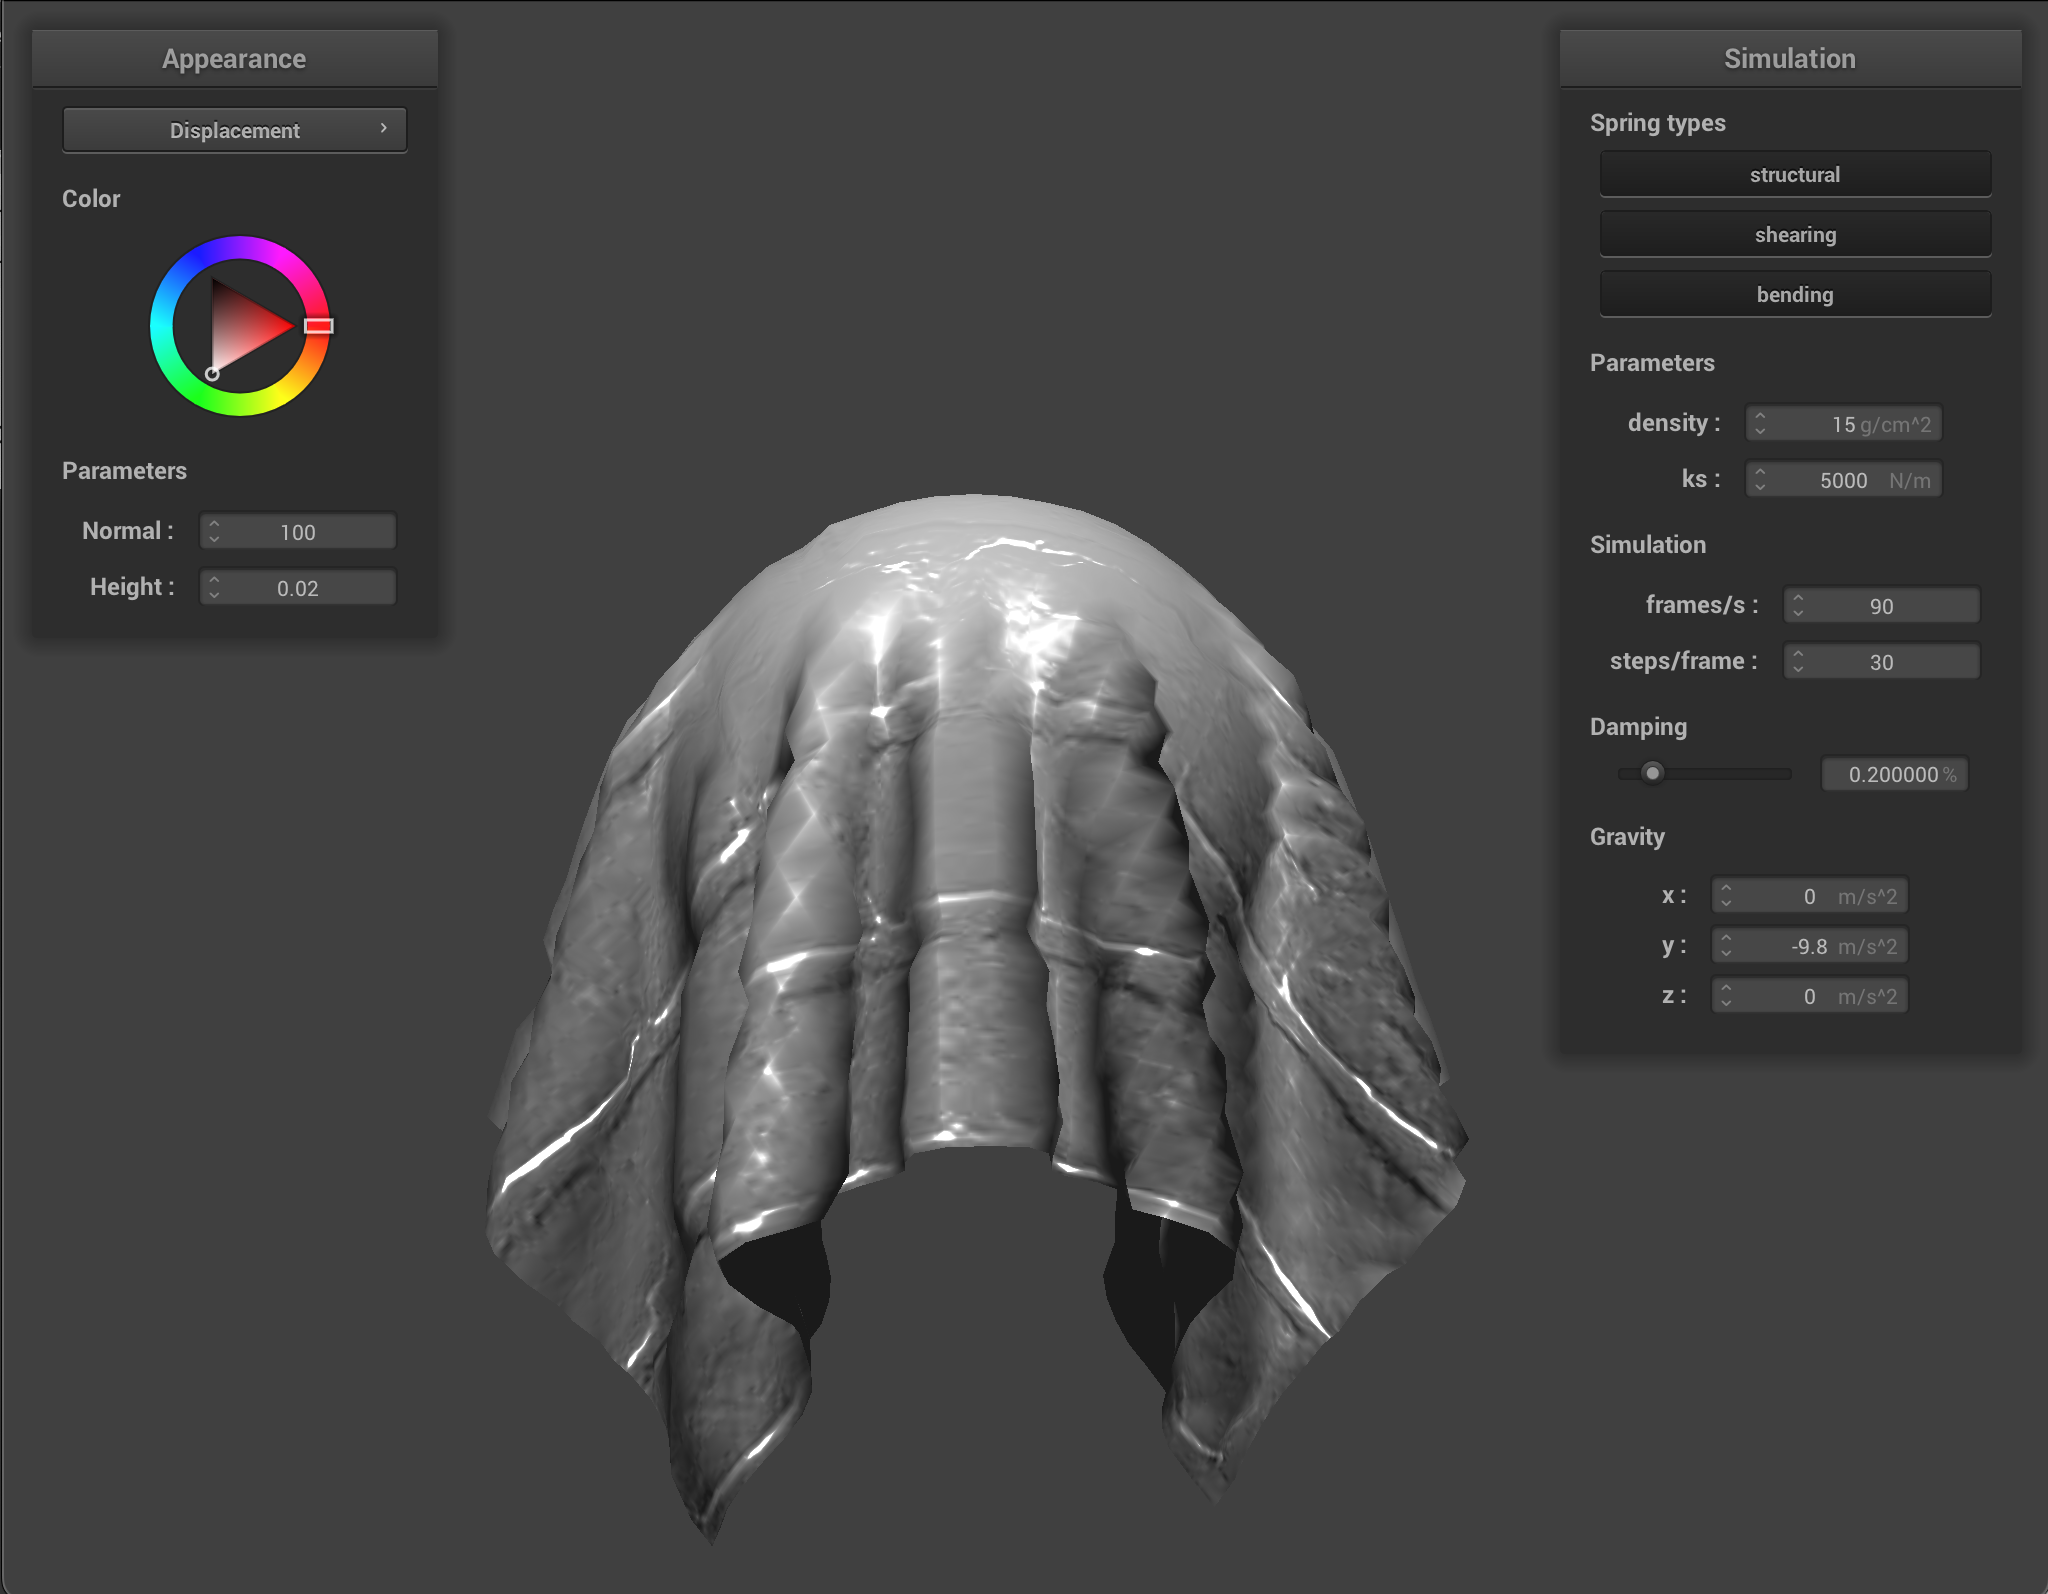 Appearance
Displacement
Color
Parameters
Normal : 100
Height : 0.02
Simulation
Spring types
structural
shearing
bending
Parameters
density : 15 g/cm^2
ks : 5000 N/m
Simulation
frames/s : 90
steps/frame : 30
Damping
0.200000 %
Gravity
x : 0 m/s^2
y : -9.8 m/s^2
z : 0 m/s^2